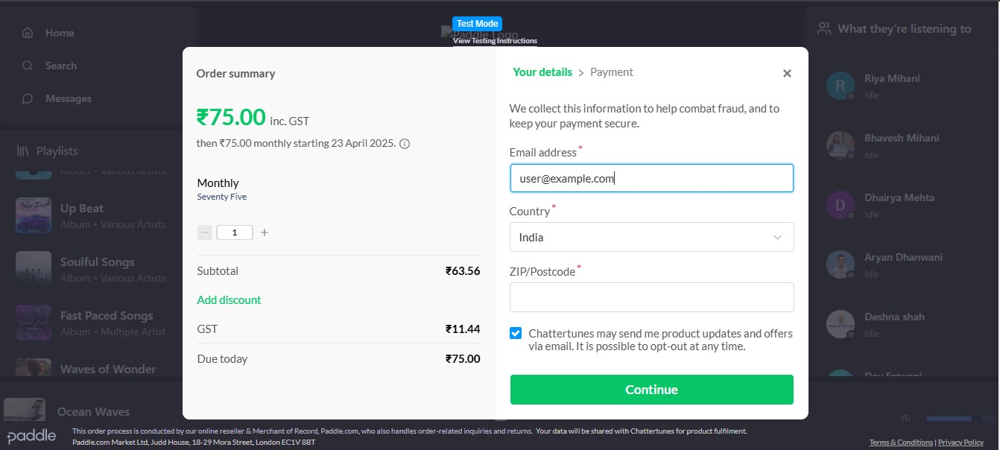 Home
Search
Messages
Playlists
Album • Various Artists
Up Beat
Album • Various Artists
Soulful Songs
Album • Various Artists
Fast Paced Songs
Album • Multiple Artist
Waves of Wonder
Ocean Waves
Test Mode
Paddle Logo
View Testing Instructions
Order summary
₹75.00 inc. GST
then ₹75.00 monthly starting 23 April 2025.
Monthly
Seventy Five
− 1 +
Subtotal ₹63.56
Add discount
GST ₹11.44
Due today ₹75.00
Your details > Payment
We collect this information to help combat fraud, and to
keep your payment secure.
Email address*
user@example.com
Country*
India
ZIP/Postcode*
Chattertunes may send me product updates and offers
via email. It is possible to opt-out at any time.
Continue
What they're listening to
R
Riya Mihani
Idle
Bhavesh Mihani
Idle
D
Dhairya Mehta
Idle
Aryan Dhanwani
Idle
Deshna shah
Idle
Dev Fatwani
paddle
This order process is conducted by our online reseller & Merchant of Record, Paddle.com, who also handles order-related inquiries and returns. Your data will be shared with Chattertunes for product fulfilment.
Paddle.com Market Ltd, Judd House, 18-29 Mora Street, London EC1V 8BT
Terms & Conditions | Privacy Policy